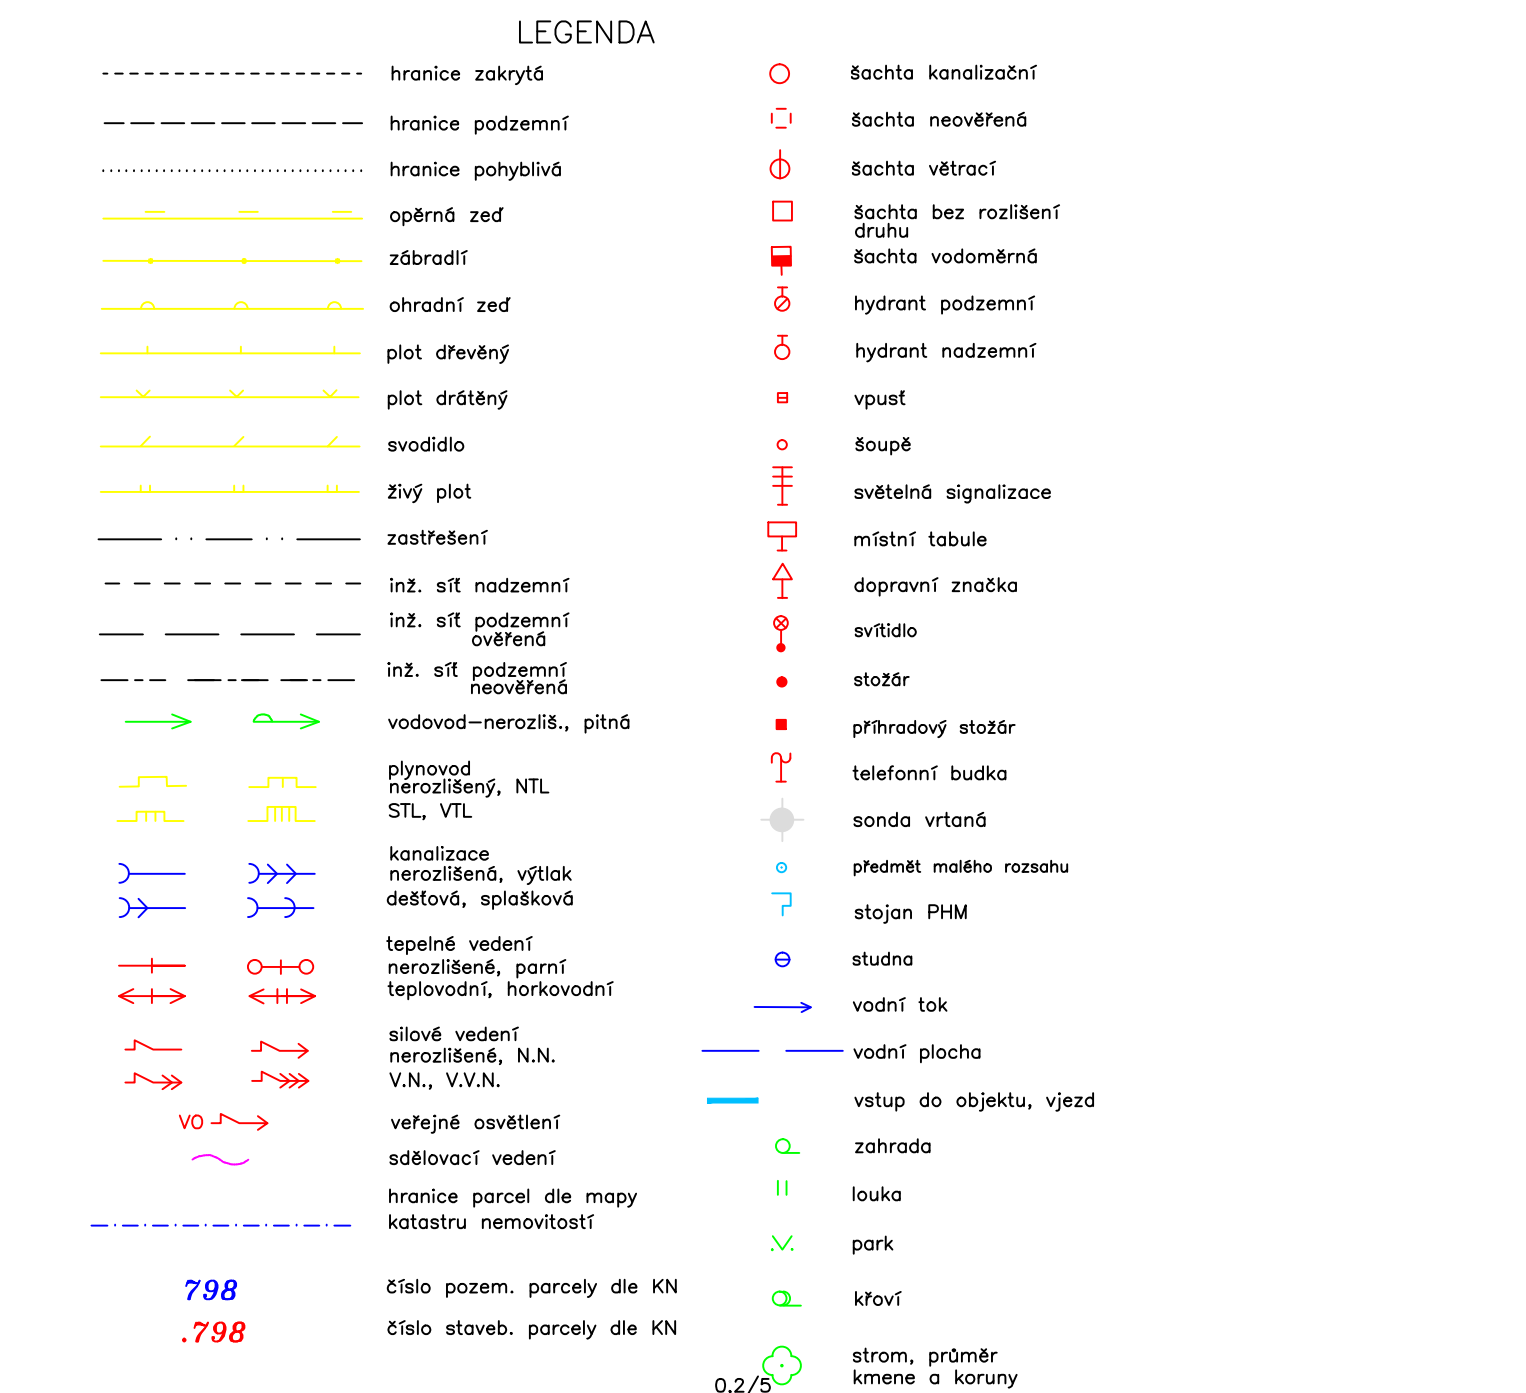 LEGENDA
hranice zakrytá
hranice podzemní
hranice pohyblivá
opěrná zeď
zábradlí
ohradní zeď
plot dřevěný
plot drátěný
svodidlo
živý plot
zastřešení
inž. síť nadzemní
inž. síť podzemní
ověřená
inž. síť podzemní
neověřená
vodovod–nerozliš., pitná
plynovod
nerozlišený, NTL
STL, VTL
kanalizace
nerozlišená, výtlak
dešťová, splašková
tepelné vedení
nerozlišené, parní
teplovodní, horkovodní
silové vedení
nerozlišené, N.N.
V.N., V.V.N.
VO veřejné osvětlení
sdělovací vedení
hranice parcel dle mapy
katastru nemovitostí
798 číslo pozem. parcely dle KN
.798 číslo staveb. parcely dle KN
šachta kanalizační
šachta neověřená
šachta větrací
šachta bez rozlišení
druhu
šachta vodoměrná
hydrant podzemní
hydrant nadzemní
vpusť
šoupě
světelná signalizace
místní tabule
dopravní značka
svítidlo
stožár
příhradový stožár
telefonní budka
sonda vrtaná
předmět malého rozsahu
stojan PHM
studna
vodní tok
vodní plocha
vstup do objektu, vjezd
zahrada
louka
park
křoví
strom, průměr
kmene a koruny
0.2/5